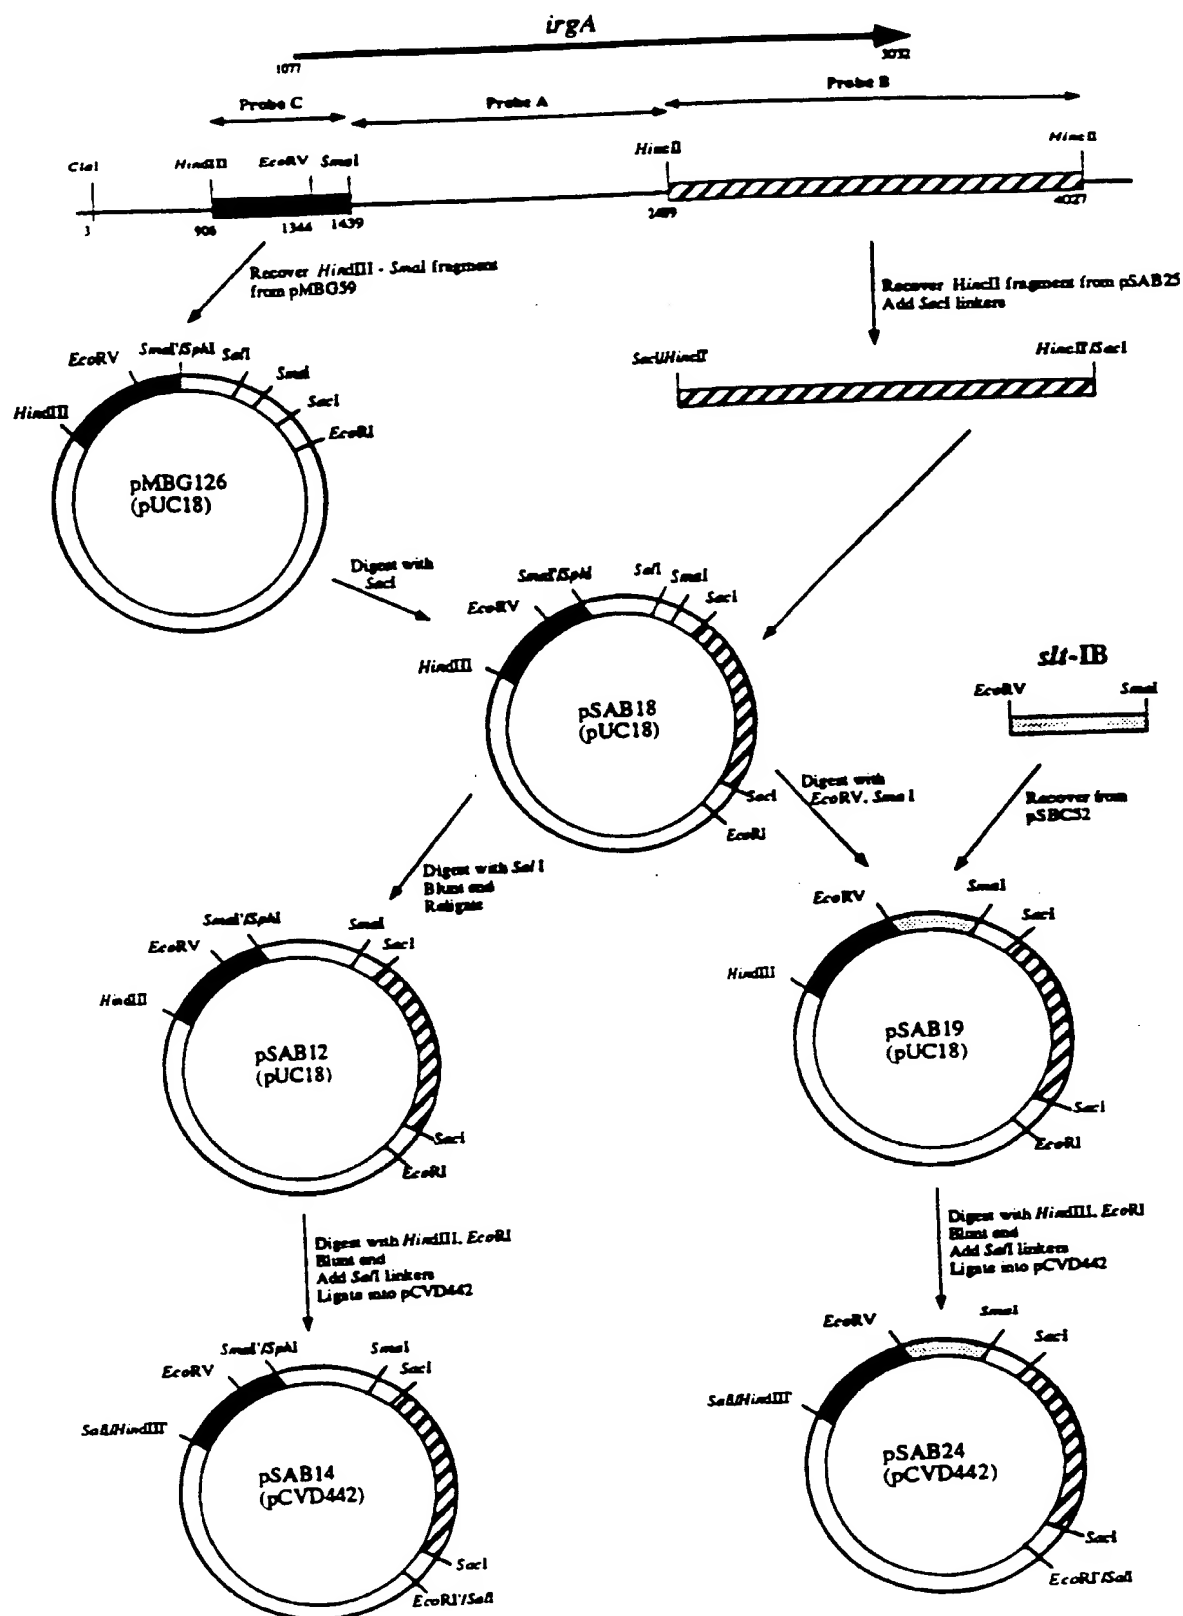 irgA
1077
3032
Probe C
Probe A
Probe B
ClaI
HindIII
EcoRV
SmaI
HincII
HincII
3
906
1344
1439
2489
4027
Recover HindIII - SmaI fragment
from pMBG59
Recover HincII fragment from pSAB25
Add SacI linkers
EcoRV
SmaI'/SphI
SalI
SmaI
SacI
EcoRI
HindIII
pMBG126
(pUC18)
SacI/HincII'
HincII'/SacI
Digest with
SacI
SmaI'/SphI
SalI
SmaI
SacI
EcoRV
HindIII
pSAB18
(pUC18)
SacI
EcoRI
slt-IB
EcoRV
SmaI
Digest with
EcoRV, SmaI
Recover from
pSBC52
Digest with Sal I
Blunt end
Religate
SmaI'/SphI
SmaI
SacI
EcoRV
HindIII
pSAB12
(pUC18)
SacI
EcoRI
EcoRV
SmaI
SacI
HindIII
pSAB19
(pUC18)
SacI
EcoRI
Digest with HindIII, EcoRI
Blunt end
Add SalI linkers
Ligate into pCVD442
Digest with HindIII, EcoRI
Blunt end
Add SalI linkers
Ligate into pCVD442
SmaI'/SphI
SmaI
SacI
EcoRV
SalI/HindIII'
pSAB14
(pCVD442)
SacI
EcoRI'/SalI
EcoRV
SmaI
SacI
SalI/HindIII'
pSAB24
(pCVD442)
SacI
EcoRI'/SalI